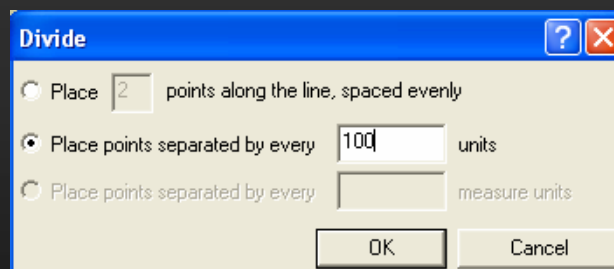 Divide
Place 2 points along the line, spaced evenly
Place points separated by every 100 units
Place points separated by every measure units
OK Cancel